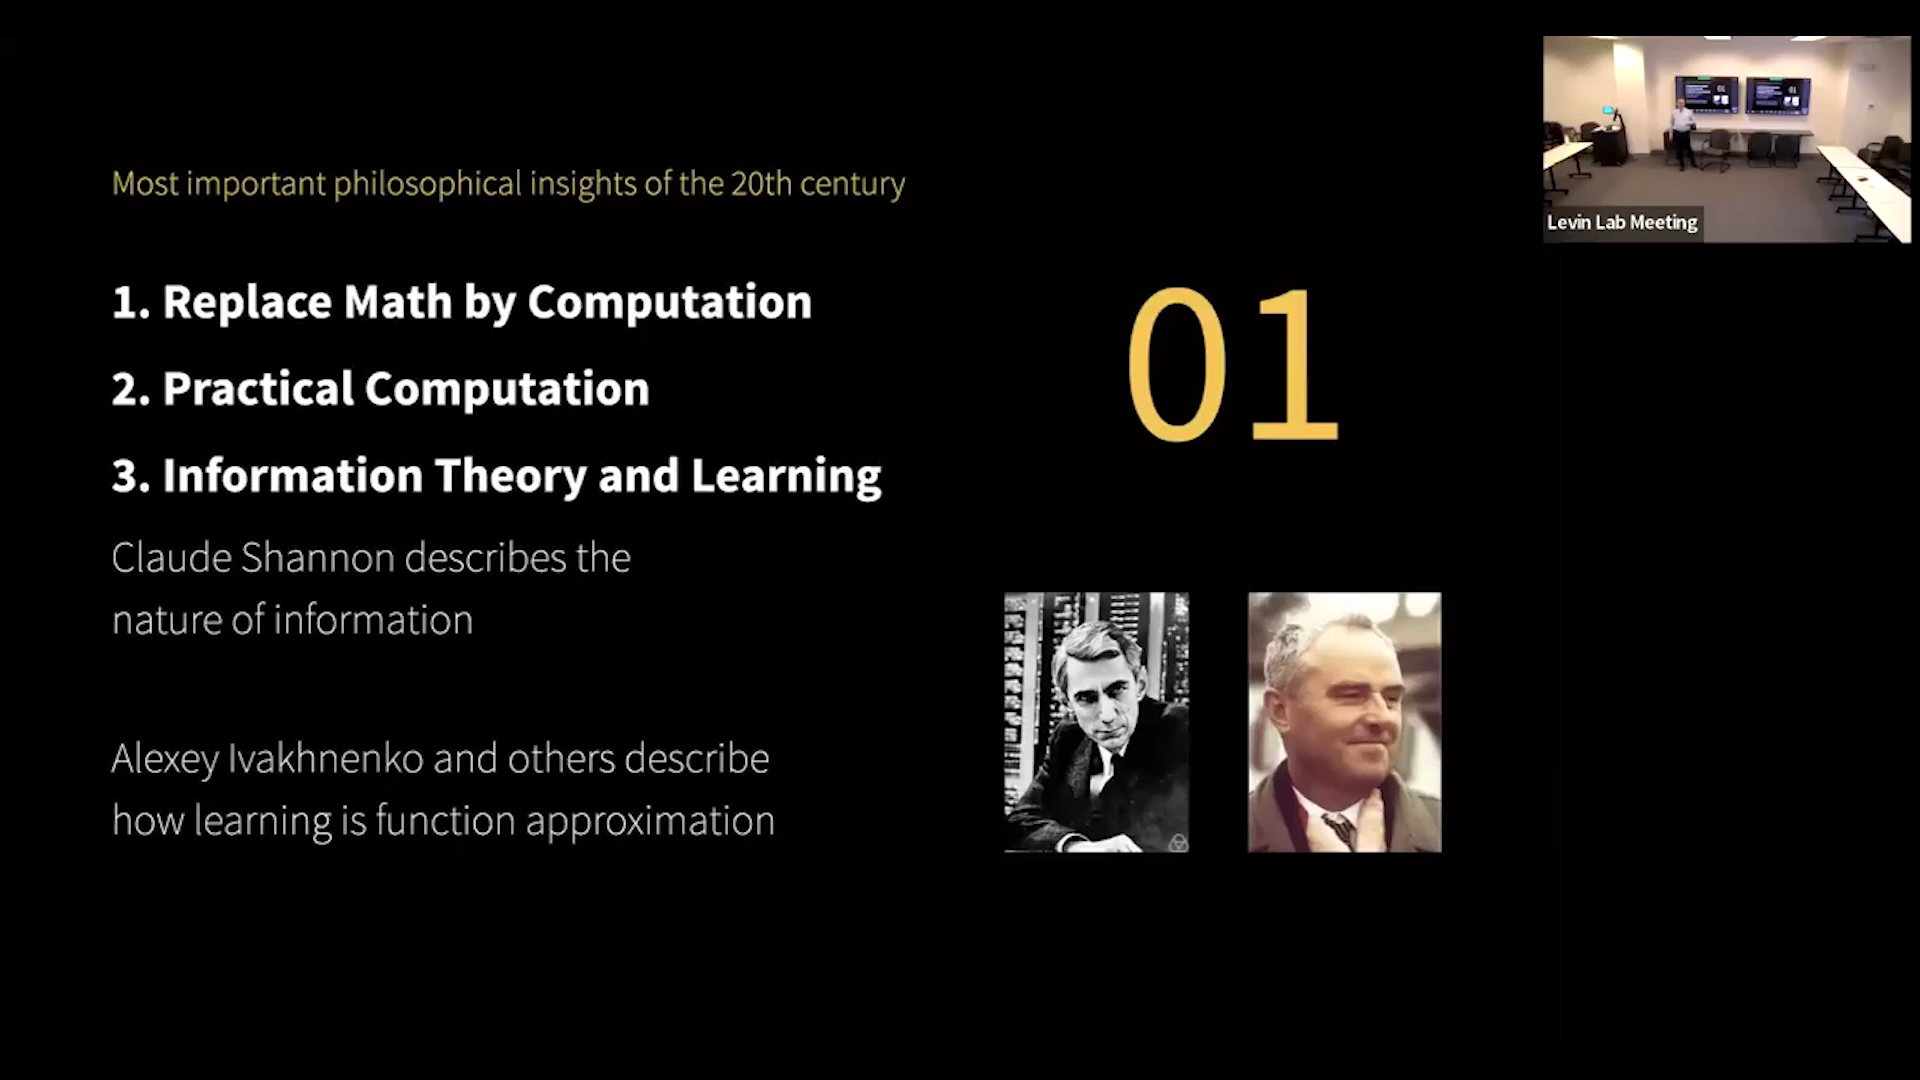 Most important philosophical insights of the 20th century
1. Replace Math by Computation
2. Practical Computation
3. Information Theory and Learning
Claude Shannon describes the
nature of information
Alexey Ivakhnenko and others describe
how learning is function approximation
01
Levin Lab Meeting